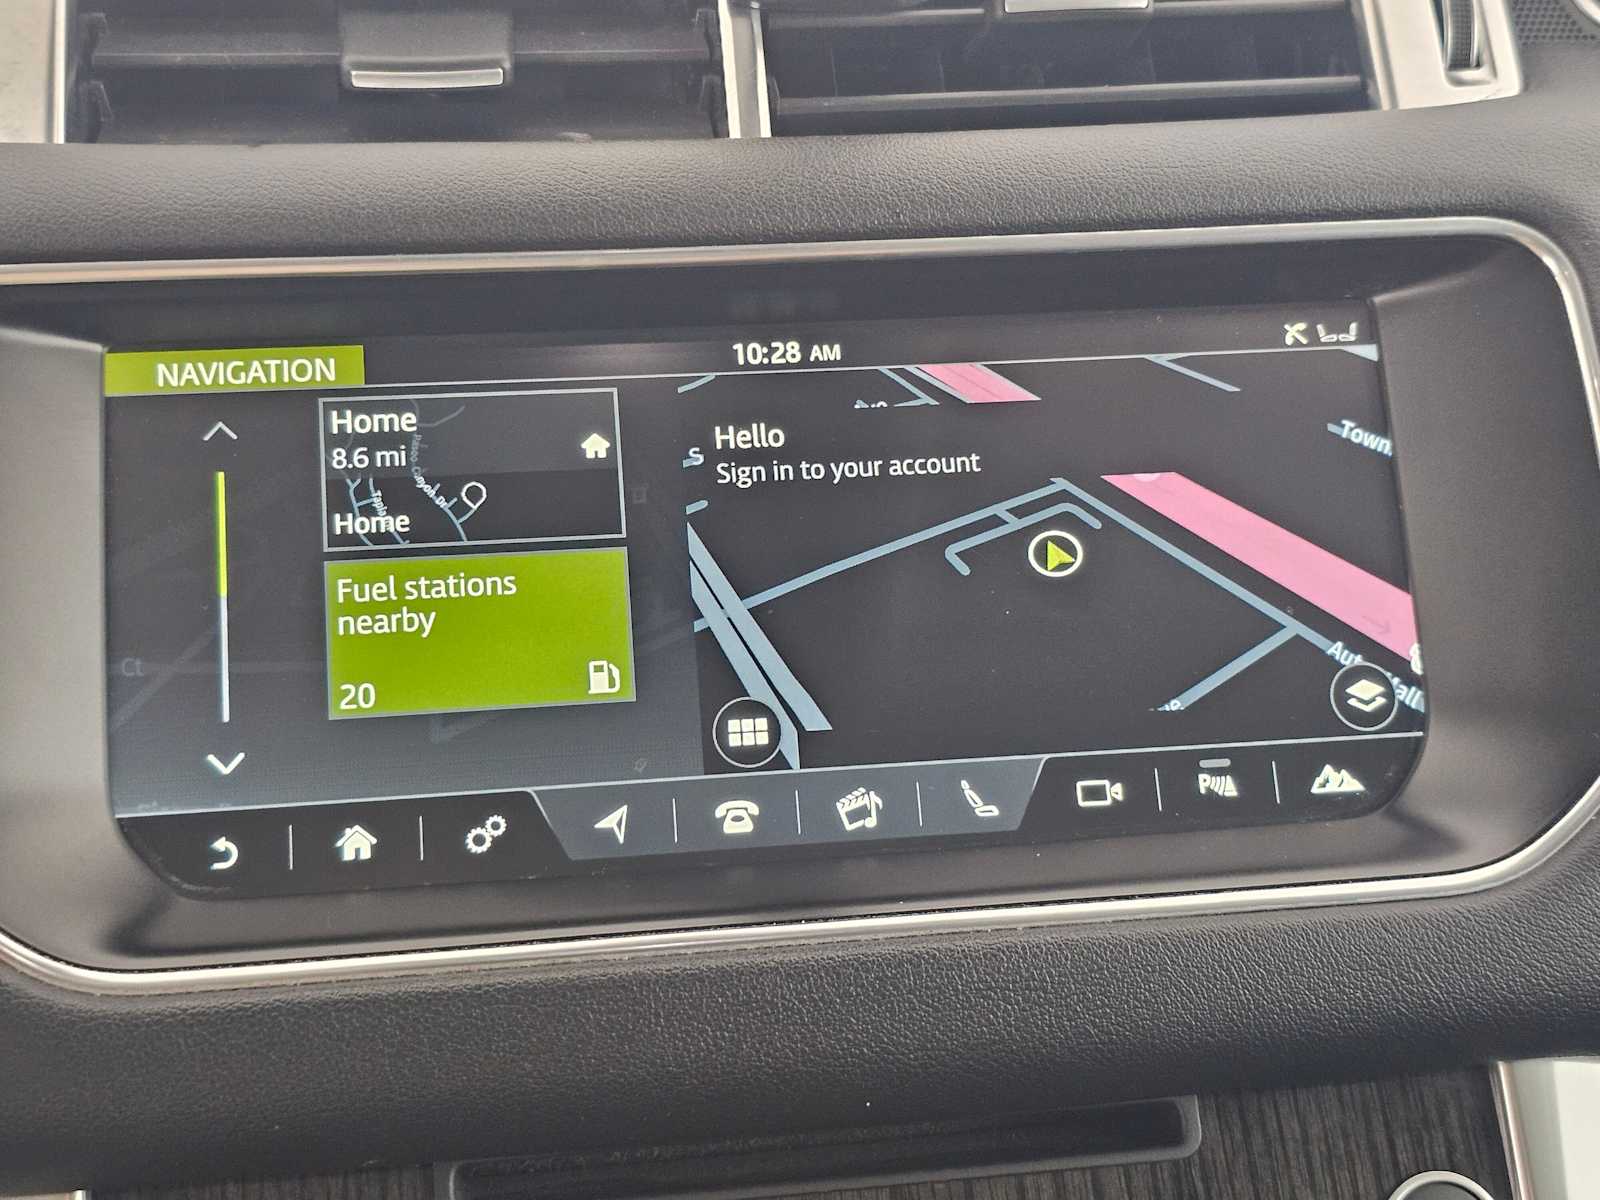 NAVIGATION
10:28 AM
Home
8.6 mi
Home
Fuel stations
nearby
20
Hello
Sign in to your account
Town
Ct